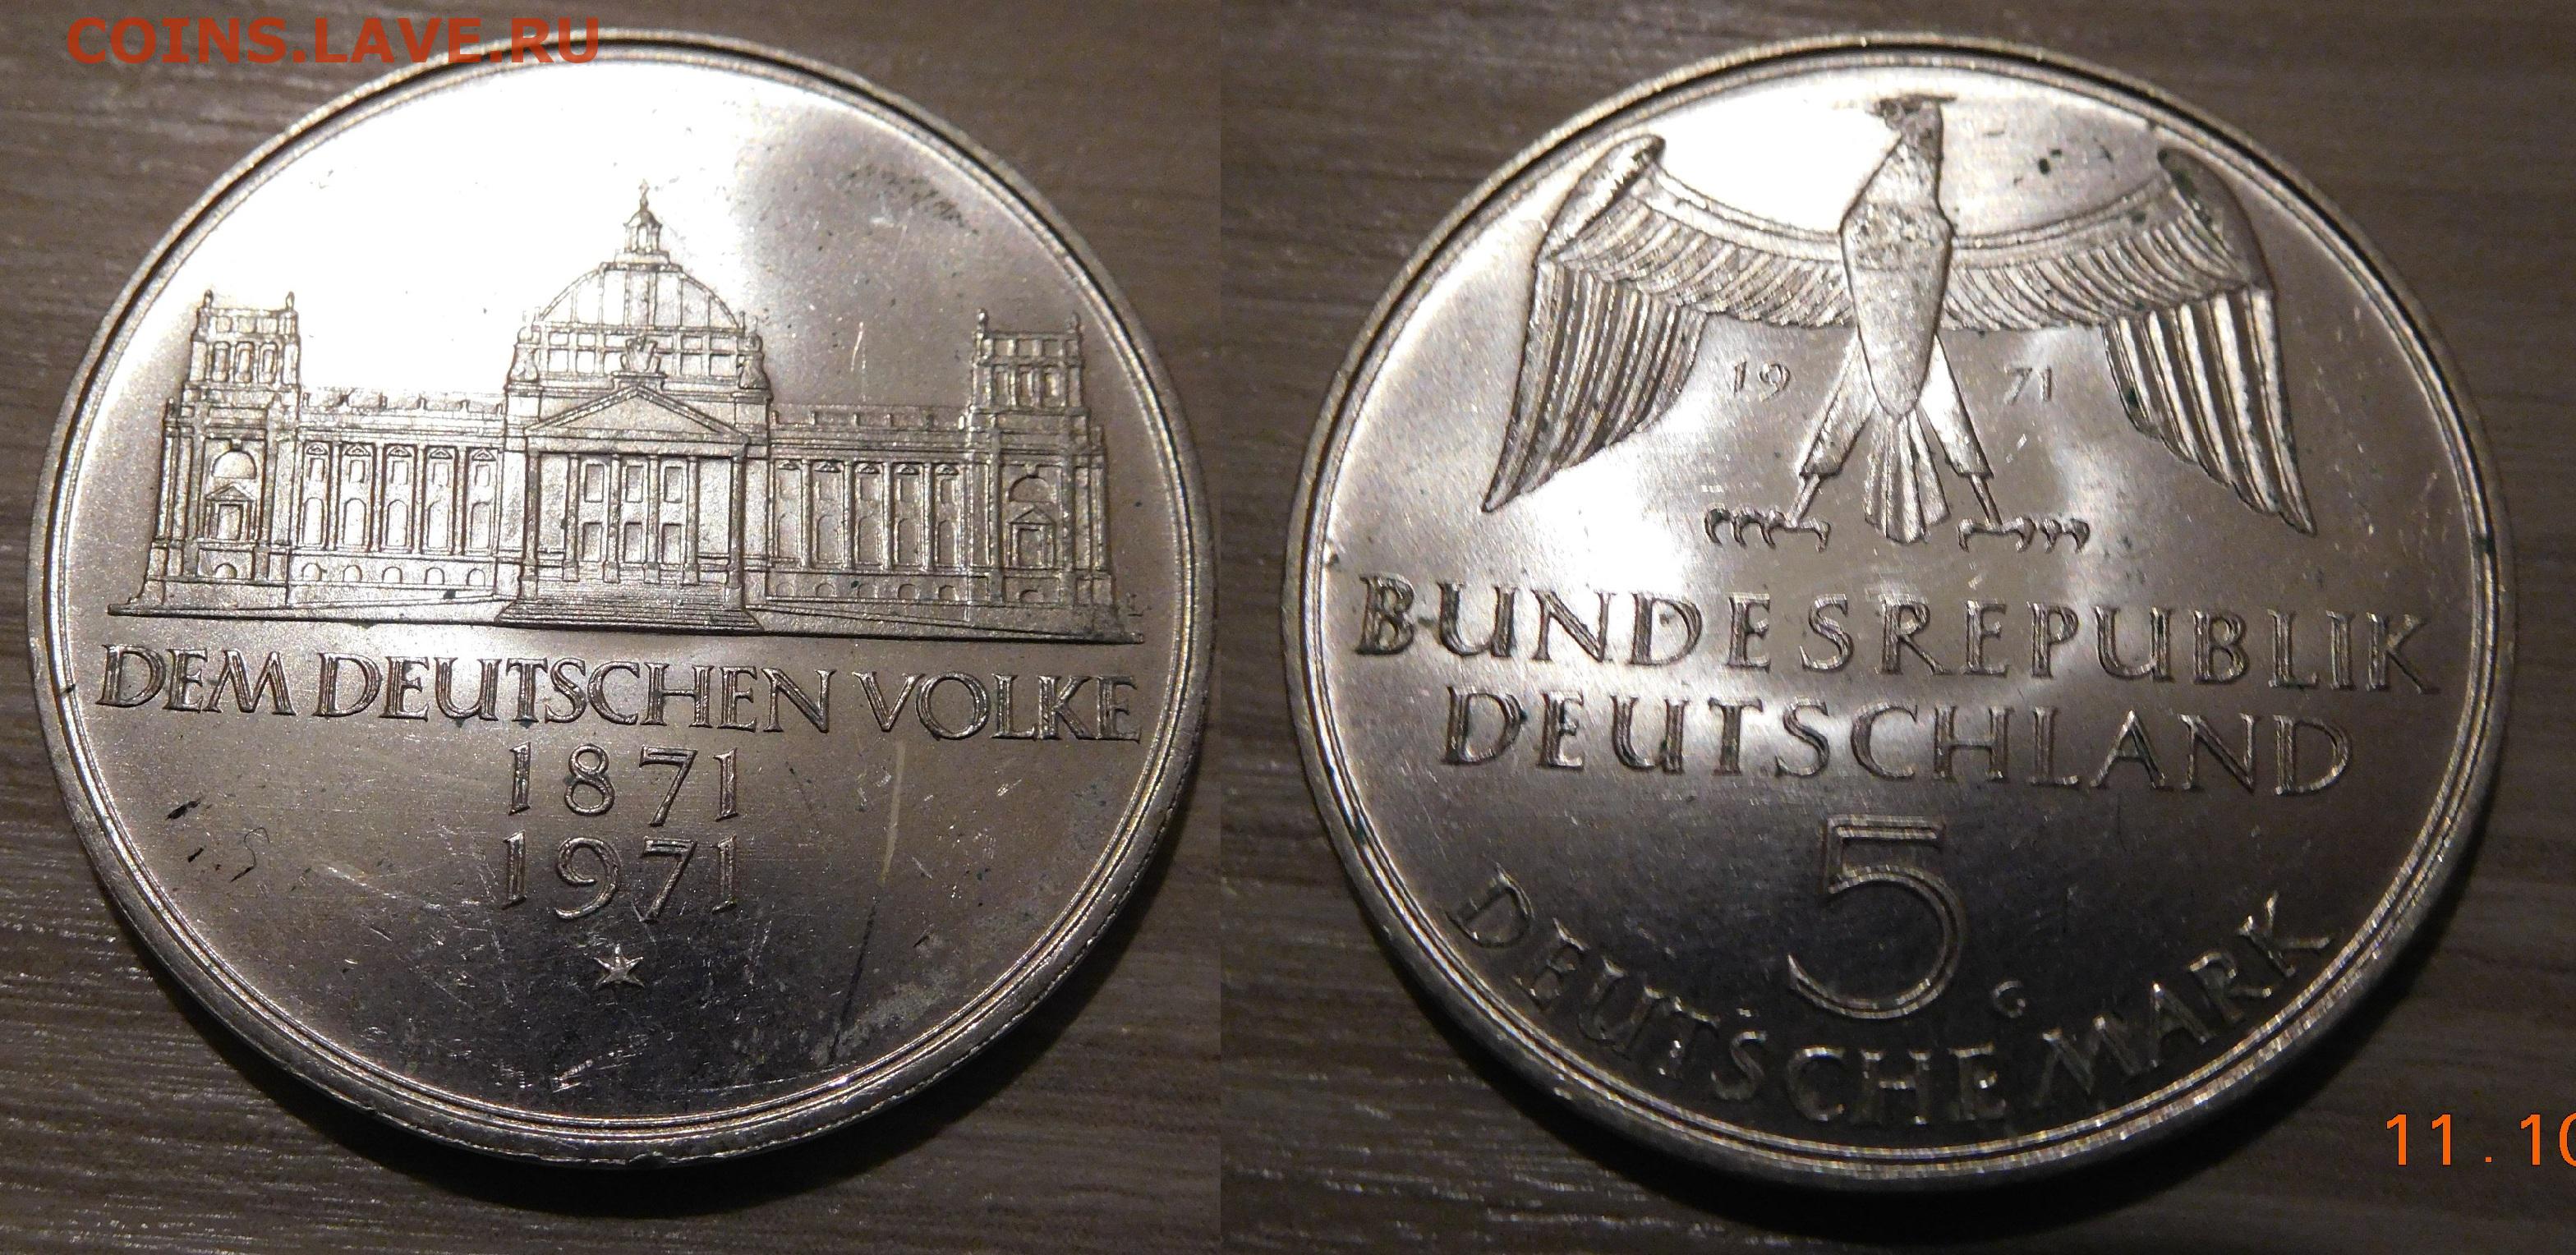 COINS.LAVE.RU
DEM DEUTSCHEN VOLKE
1871
1971
19 71
BUNDESREPUBLIK
DEUTSCHLAND
5
G
DEUTSCHE MARK
11.10